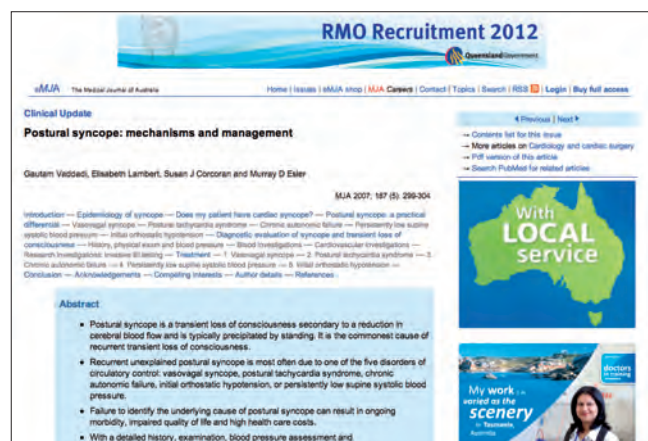 RMO Recruitment 2012
Queensland Government
eMJA The Medical Journal of Australia
Home | Issues | eMJA shop | MJA Careers | Contact | Topics | Search | RSS | Login | Buy full access
Clinical Update
Postural syncope: mechanisms and management
Gautam Vaddadi, Elisabeth Lambert, Susan J Corcoran and Murray D Esler
MJA 2007; 187 (5): 299-304
Introduction — Epidemiology of syncope — Does my patient have cardiac syncope? — Postural syncope: a practical
differential — Vasovagal syncope — Postural tachycardia syndrome — Chronic autonomic failure — Persistently low supine
systolic blood pressure — Initial orthostatic hypotension — Diagnostic evaluation of syncope and transient loss of
consciousness — History, physical exam and blood pressure — Blood investigations — Cardiovascular investigations —
Research investigations: invasive testing — Treatment — 1. Vasovagal syncope — 2. Postural tachycardia syndrome — 3.
Chronic autonomic failure — 4. Persistently low supine systolic blood pressure — 5. Initial orthostatic hypotension —
Conclusion — Acknowledgements — Competing interests — Author details — References
Abstract
• Postural syncope is a transient loss of consciousness secondary to a reduction in
cerebral blood flow and is typically precipitated by standing. It is the commonest cause of
recurrent transient loss of consciousness.
• Recurrent unexplained postural syncope is most often due to one of the five disorders of
circulatory control: vasovagal syncope, postural tachycardia syndrome, chronic
autonomic failure, initial orthostatic hypotension, or persistently low supine systolic blood
pressure.
• Failure to identify the underlying cause of postural syncope can result in ongoing
morbidity, impaired quality of life and high health care costs.
• With a detailed history, examination, blood pressure assessment and
Previous | Next
→ Contents list for this issue
→ More articles on Cardiology and cardiac surgery
→ Pdf version of this article
→ Search PubMed for related articles
With
LOCAL
service
doctors
in training
My work is as
varied as the
scenery
in Tasmania,
Australia